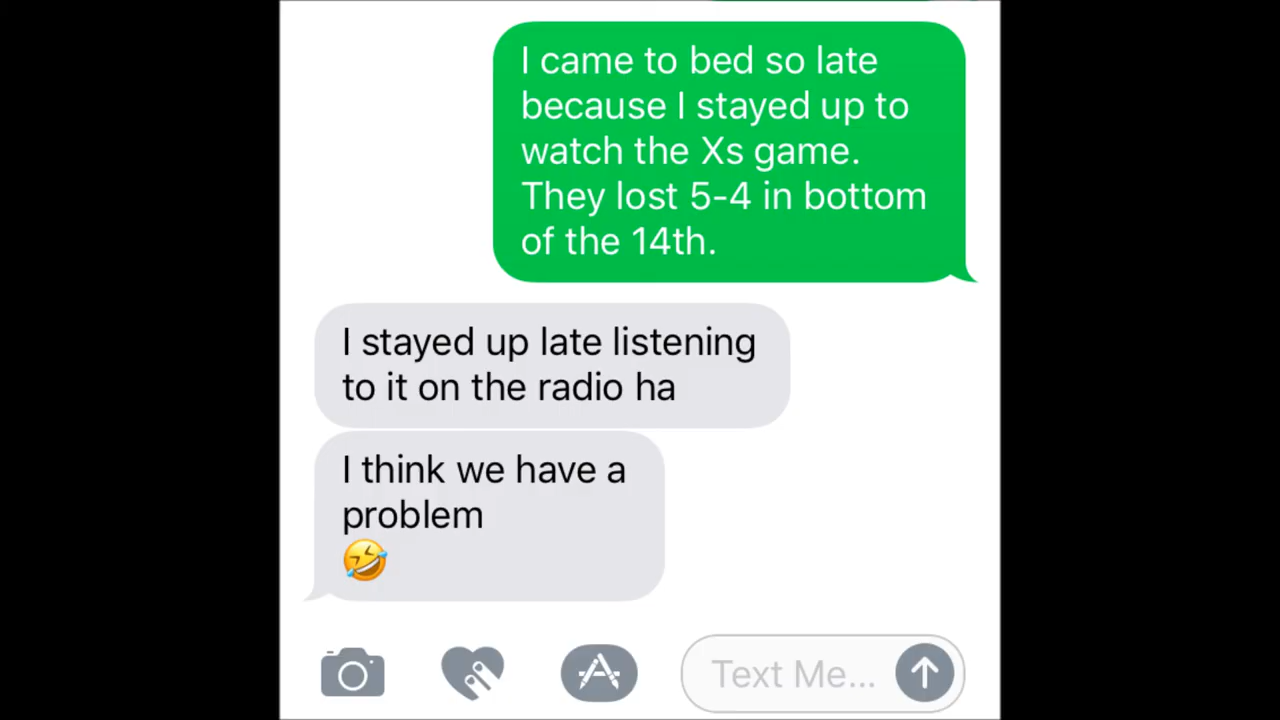 I came to bed so late
because I stayed up to
watch the Xs game.
They lost 5-4 in bottom
of the 14th.
I stayed up late listening
to it on the radio ha
I think we have a
problem
🤣
Text Me...